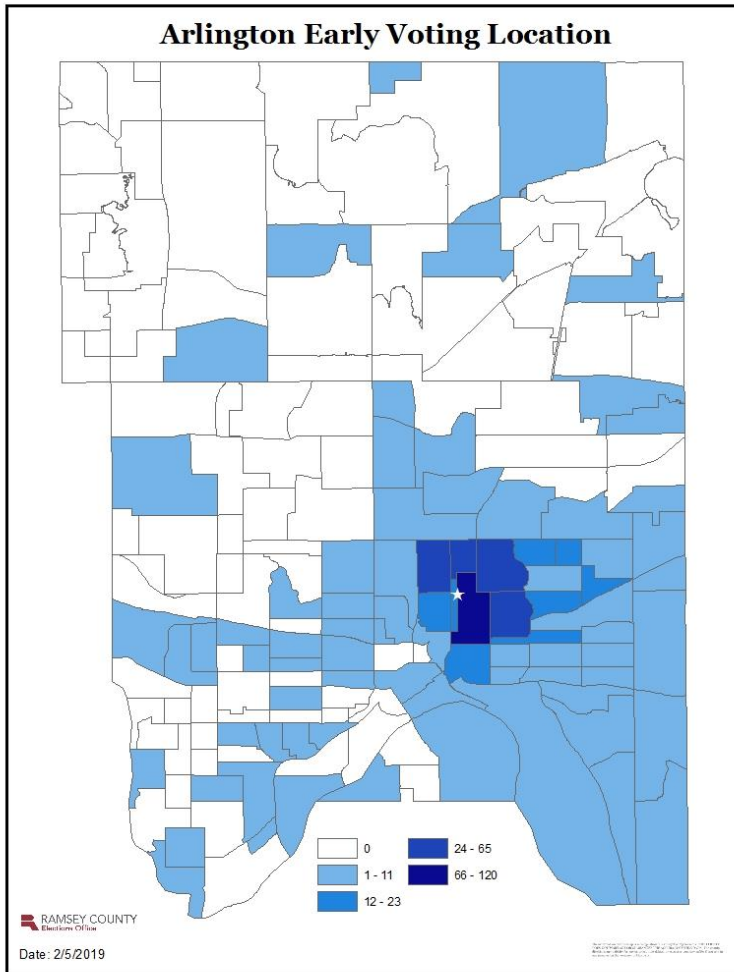 Arlington Early Voting Location
0
24 - 65
1 - 11
66 - 120
12 - 23
RAMSEY COUNTY
Elections Office
Date: 2/5/2019